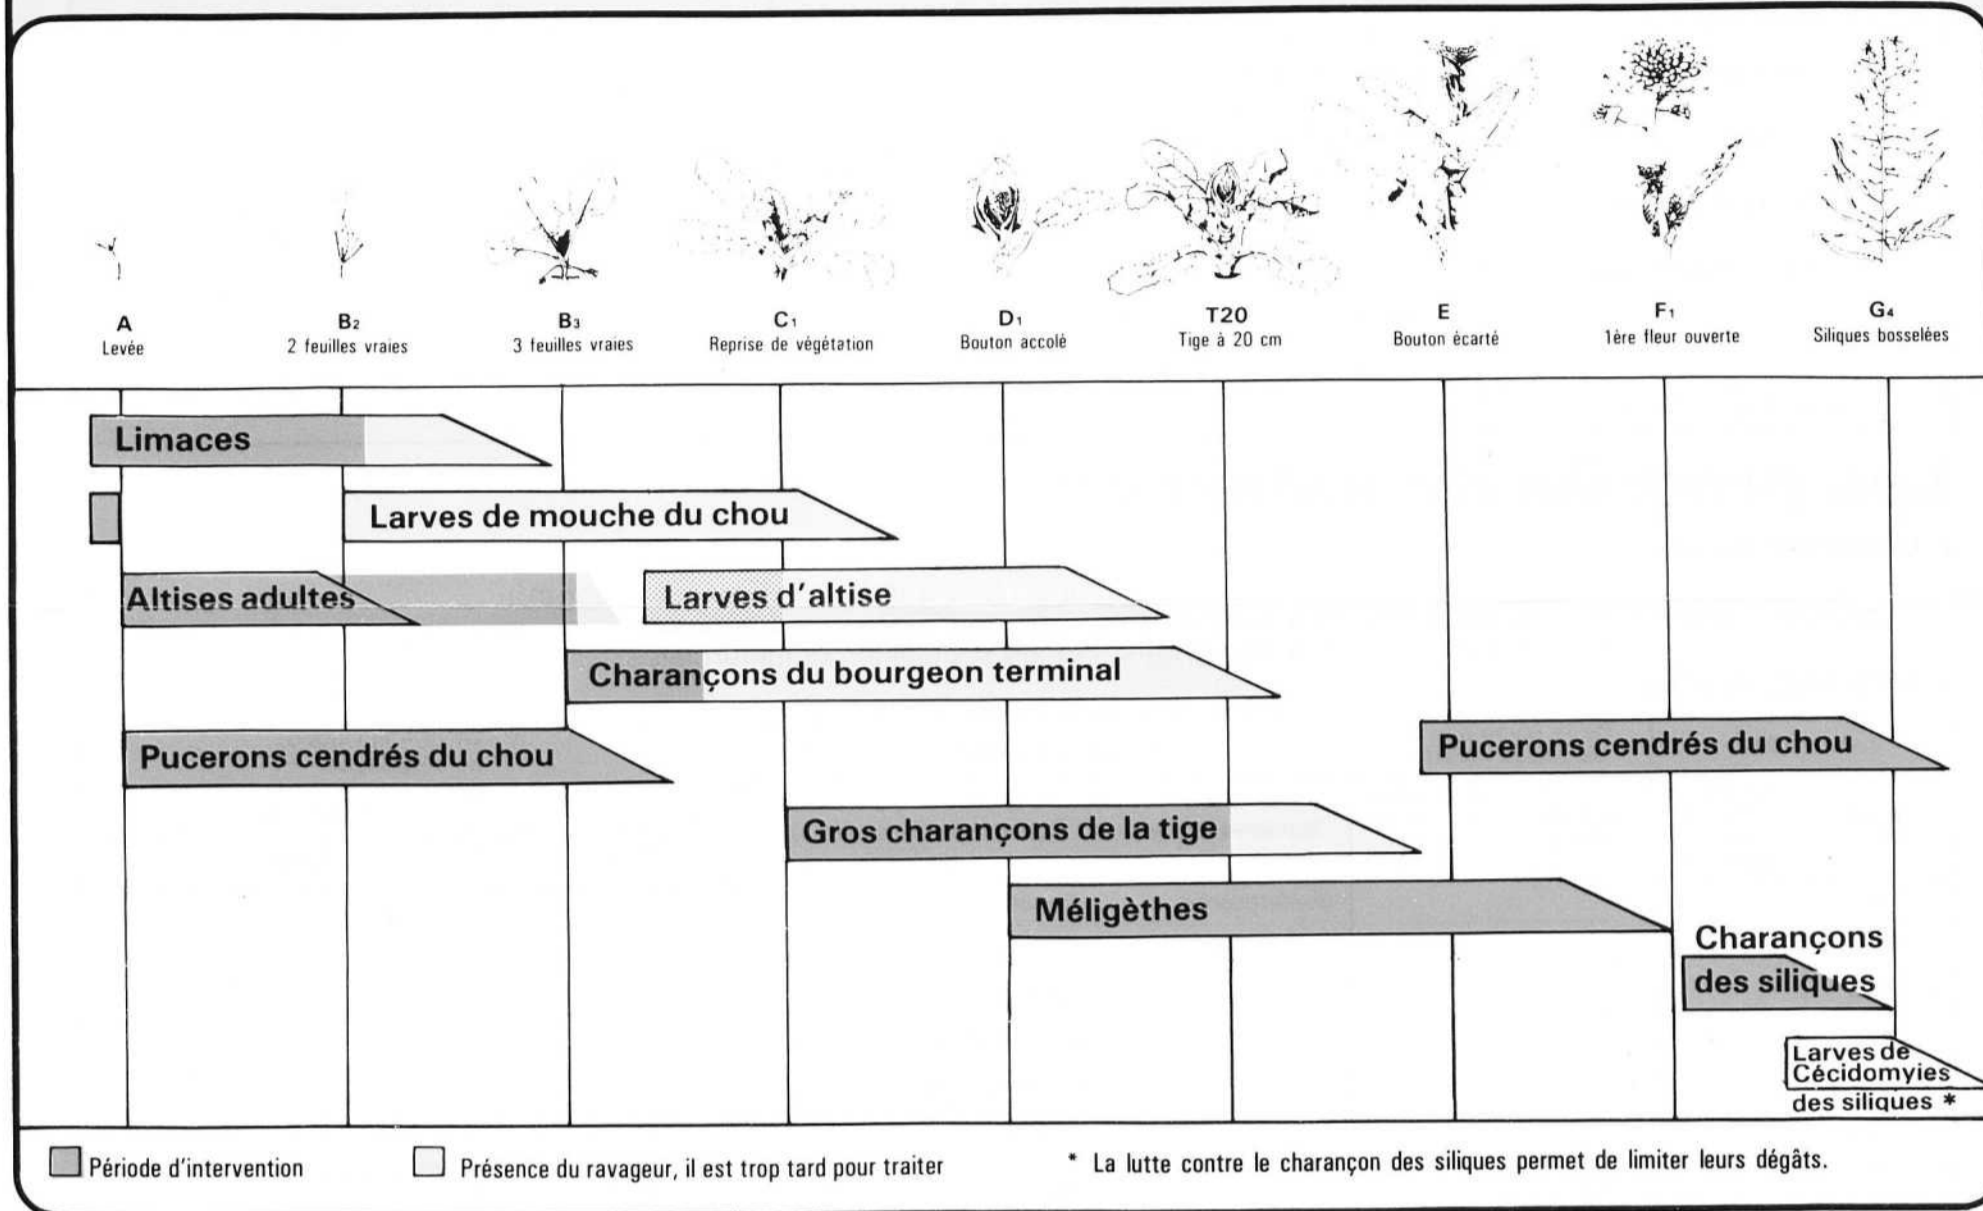 A
Levée
B2
2 feuilles vraies
B3
3 feuilles vraies
C1
Reprise de végétation
D1
Bouton accolé
T20
Tige à 20 cm
E
Bouton écarté
F1
1ère fleur ouverte
G4
Siliques bosselées
Limaces
Larves de mouche du chou
Altises adultes
Larves d'altise
Charançons du bourgeon terminal
Pucerons cendrés du chou
Pucerons cendrés du chou
Gros charançons de la tige
Méligèthes
Charançons
des siliques
Larves de
Cécidomyies
des siliques *
Période d'intervention
Présence du ravageur, il est trop tard pour traiter
* La lutte contre le charançon des siliques permet de limiter leurs dégâts.